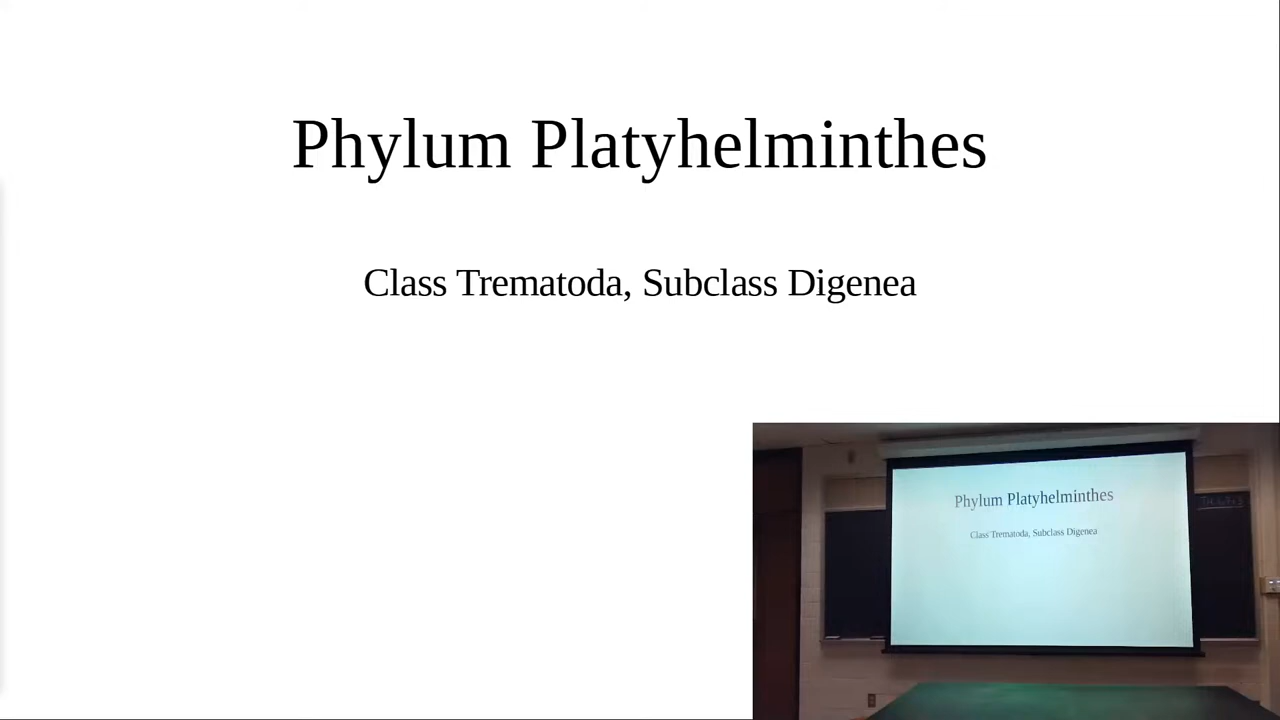 Phylum Platyhelminthes
Class Trematoda, Subclass Digenea
Phylum Platyhelminthes
Class Trematoda, Subclass Digenea